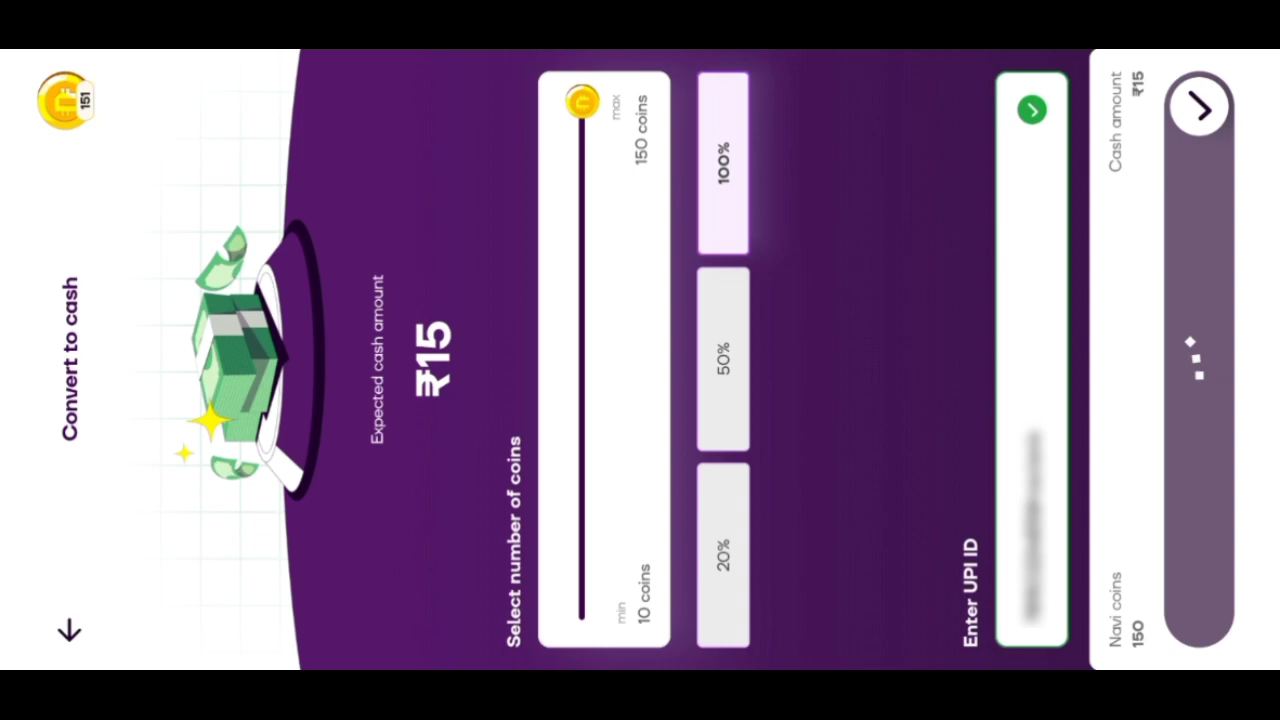 Convert to cash
151
Expected cash amount
₹15
Select number of coins
min
max
10 coins
150 coins
20%
50%
100%
Enter UPI ID
Navi coins
Cash amount
150
₹15